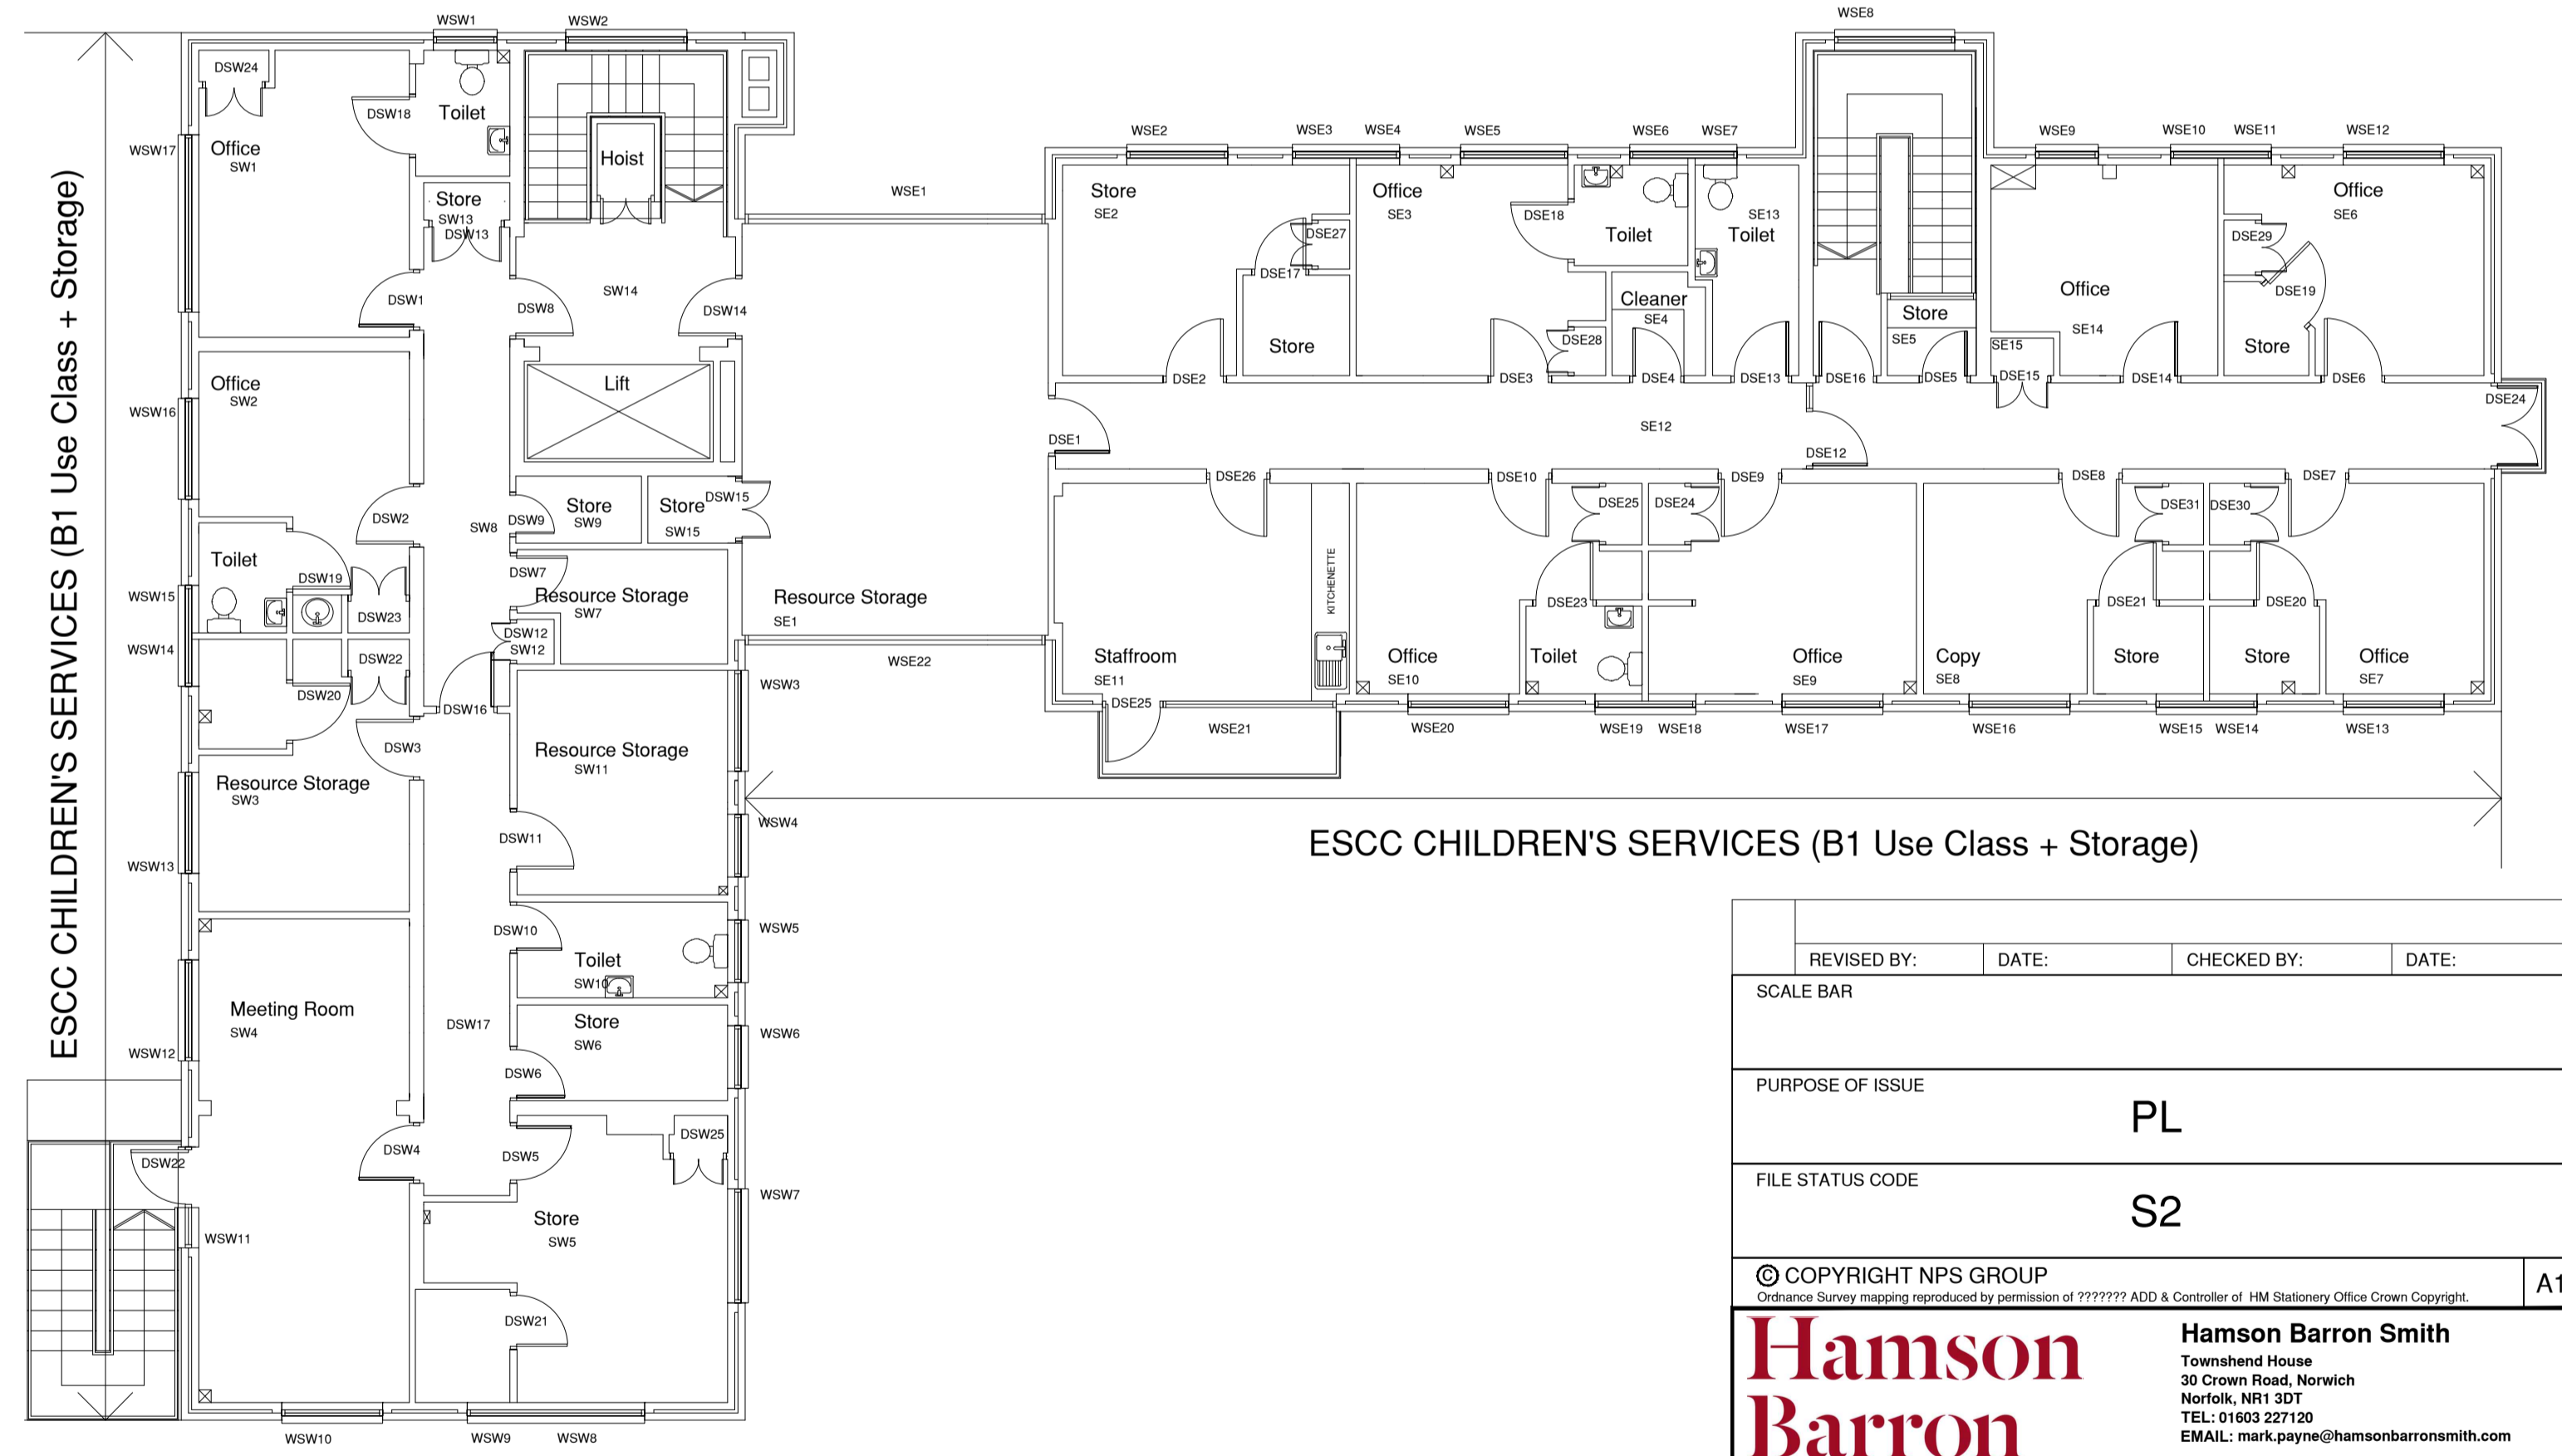 ESCC CHILDREN'S SERVICES (B1 Use Class + Storage)
WSW1
WSW2
DSW24
DSW18
Toilet
WSW17
Office
SW1
Hoist
Store
SW13
DSW13
DSW1
DSW8
SW14
DSW14
Office
SW2
WSW16
Lift
DSW2
SW8
DSW9
Store
SW9
Store
DSW15
SW15
Toilet
DSW19
DSW7
WSW15
DSW23
Resource Storage
SW7
DSW12
SW12
WSW14
DSW22
DSW20
DSW16
WSW3
DSW3
Resource Storage
SW11
Resource Storage
SW3
WSW4
DSW11
WSW13
DSW10
WSW5
Toilet
SW10
Meeting Room
SW4
DSW17
Store
SW6
WSW6
WSW12
DSW6
DSW25
DSW4
DSW5
DSW22
WSW7
Store
SW5
WSW11
DSW21
WSW10
WSW9
WSW8
WSE1
Resource Storage
SE1
WSE22
WSE8
WSE2
WSE3
WSE4
WSE5
WSE6
WSE7
WSE9
WSE10
WSE11
WSE12
Store
SE2
Office
SE3
DSE18
Toilet
SE13
Toilet
Office
SE6
DSE27
DSE17
DSE29
DSE19
Store
Cleaner
SE4
DSE28
Store
SE5
Office
SE14
SE15
Store
DSE2
DSE3
DSE4
DSE13
DSE16
DSE5
DSE15
DSE14
DSE6
DSE24
DSE1
SE12
DSE12
DSE26
DSE10
DSE9
DSE8
DSE7
DSE25
DSE24
DSE31
DSE30
KITCHENETTE
DSE23
DSE21
DSE20
Staffroom
SE11
Office
SE10
Toilet
Office
SE9
Copy
SE8
Store
Store
Office
SE7
DSE25
WSE21
WSE20
WSE19
WSE18
WSE17
WSE16
WSE15
WSE14
WSE13
ESCC CHILDREN'S SERVICES (B1 Use Class + Storage)
REVISED BY: DATE: CHECKED BY: DATE:
SCALE BAR
PURPOSE OF ISSUE
PL
FILE STATUS CODE
S2
© COPYRIGHT NPS GROUP
A1
Ordnance Survey mapping reproduced by permission of ??????? ADD & Controller of HM Stationery Office Crown Copyright.
Hamson
Barron
Hamson Barron Smith
Townshend House
30 Crown Road, Norwich
Norfolk, NR1 3DT
TEL: 01603 227120
EMAIL: mark.payne@hamsonbarronsmith.com